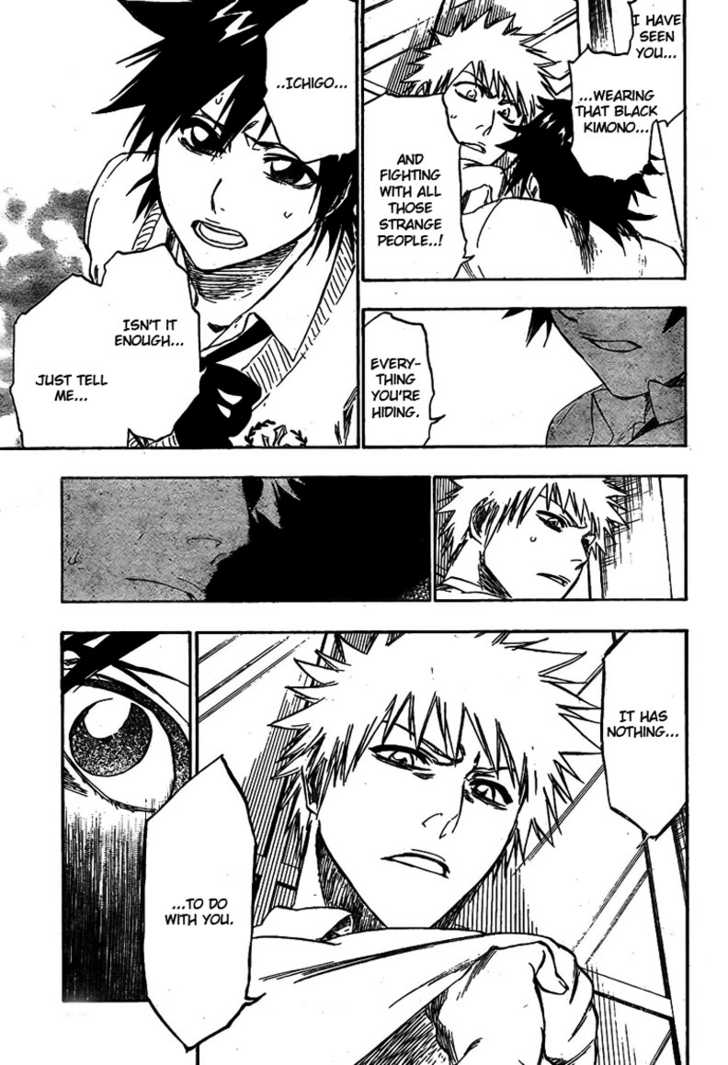 I HAVE
SEEN
YOU...
...WEARING
THAT BLACK
KIMONO...
AND
FIGHTING
WITH ALL
THOSE
STRANGE
PEOPLE..!
..ICHIGO...
ISN'T IT
ENOUGH...
JUST TELL
ME...
EVERY-
THING
YOU'RE
HIDING.
IT HAS
NOTHING...
...TO DO
WITH YOU.